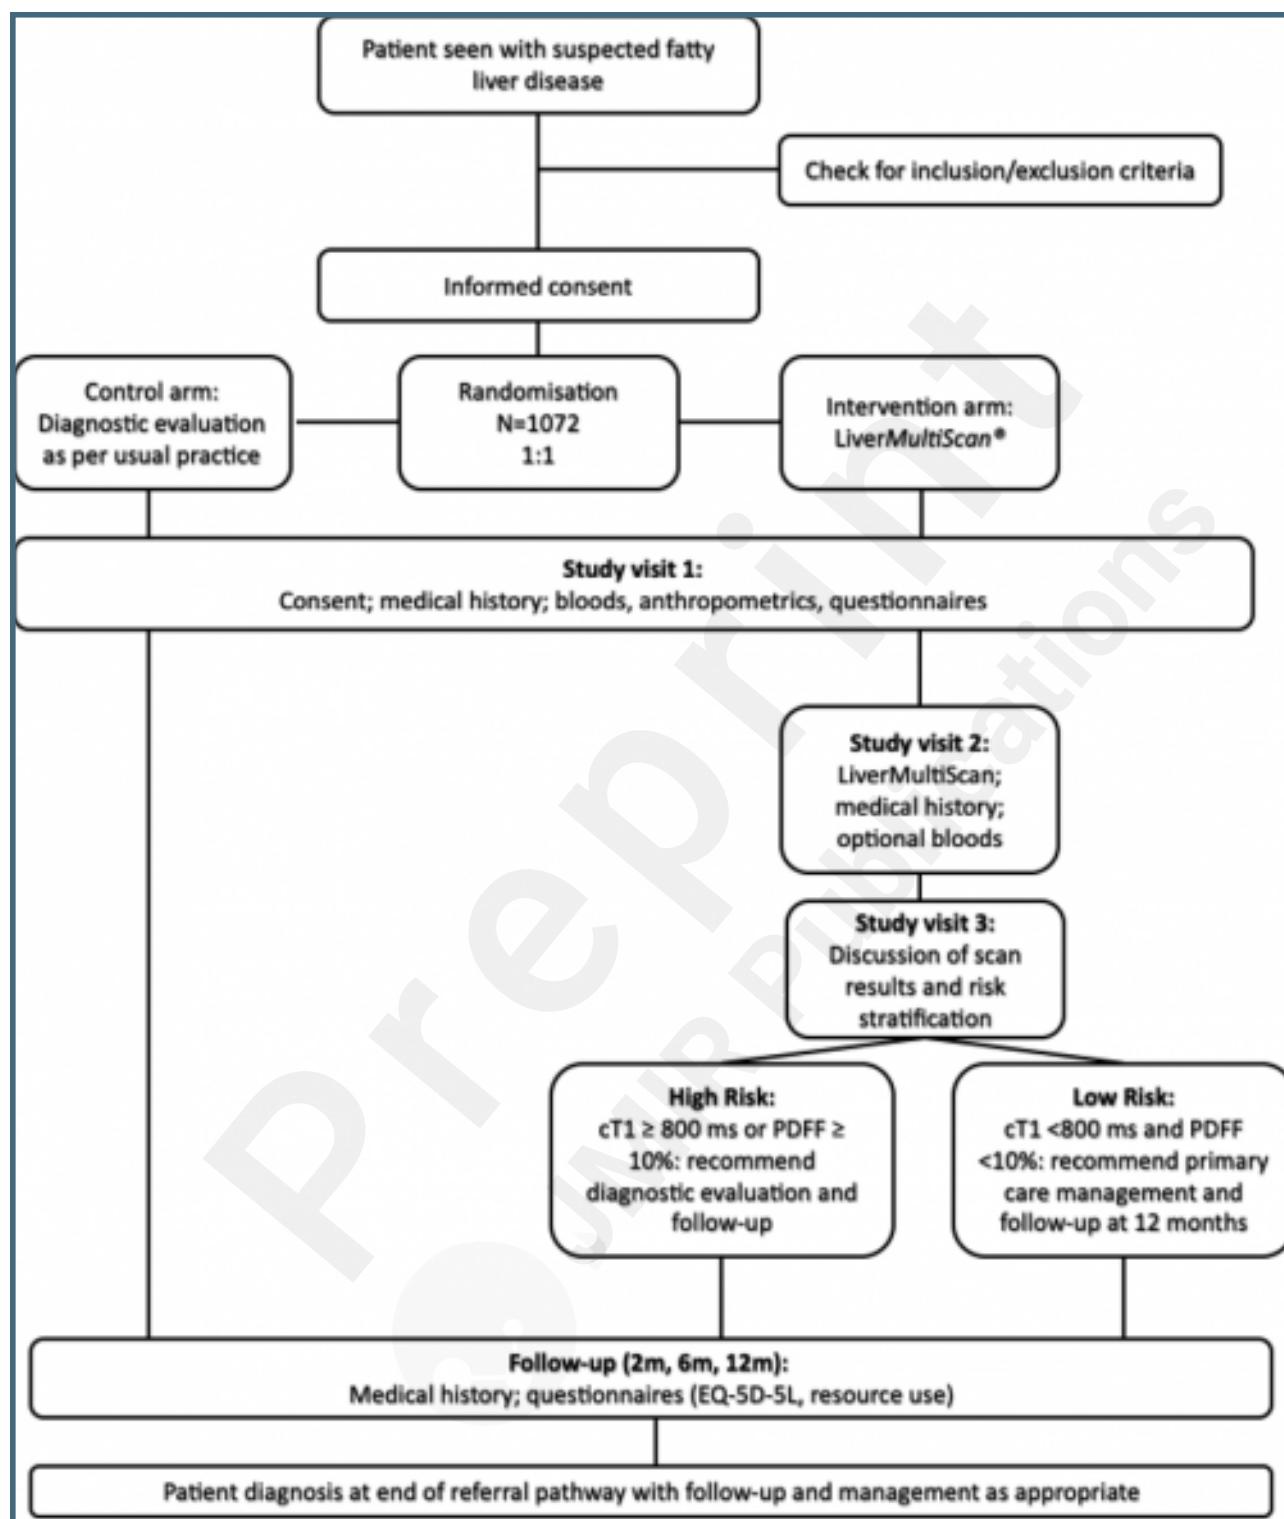 Patient seen with suspected fatty
liver disease
Check for inclusion/exclusion criteria
Informed consent
Control arm:
Diagnostic evaluation
as per usual practice
Randomisation
N=1072
1:1
Intervention arm:
LiverMultiScan®
Study visit 1:
Consent; medical history; bloods, anthropometrics, questionnaires
Study visit 2:
LiverMultiScan;
medical history;
optional bloods
Study visit 3:
Discussion of scan
results and risk
stratification
High Risk:
cT1 ≥ 800 ms or PDFF ≥
10%: recommend
diagnostic evaluation and
follow-up
Low Risk:
cT1 <800 ms and PDFF
<10%: recommend primary
care management and
follow-up at 12 months
Follow-up (2m, 6m, 12m):
Medical history; questionnaires (EQ-5D-5L, resource use)
Patient diagnosis at end of referral pathway with follow-up and management as appropriate
Preprint
JMIR Publications